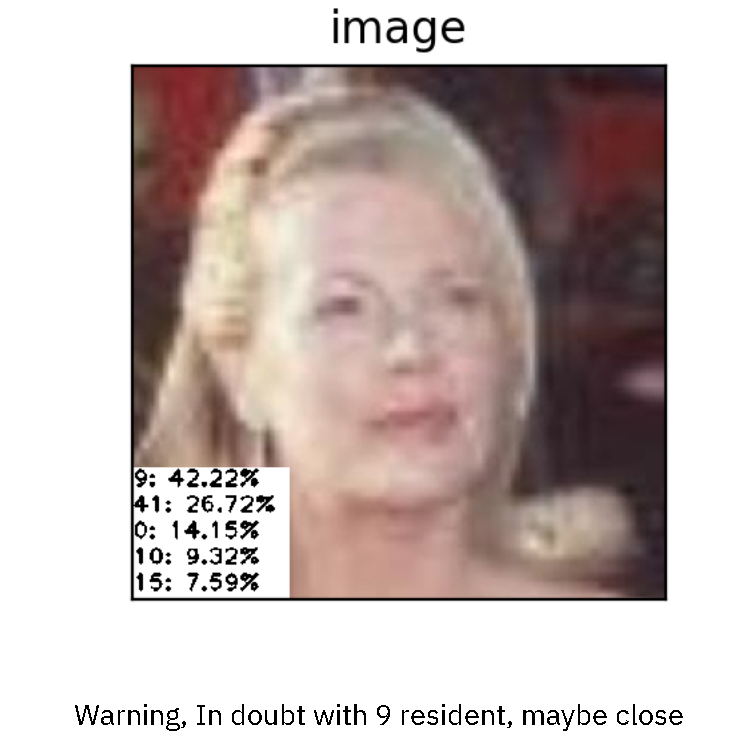 image
9: 42.22%
41: 26.72%
0: 14.15%
10: 9.32%
15: 7.59%
Warning, In doubt with 9 resident, maybe close